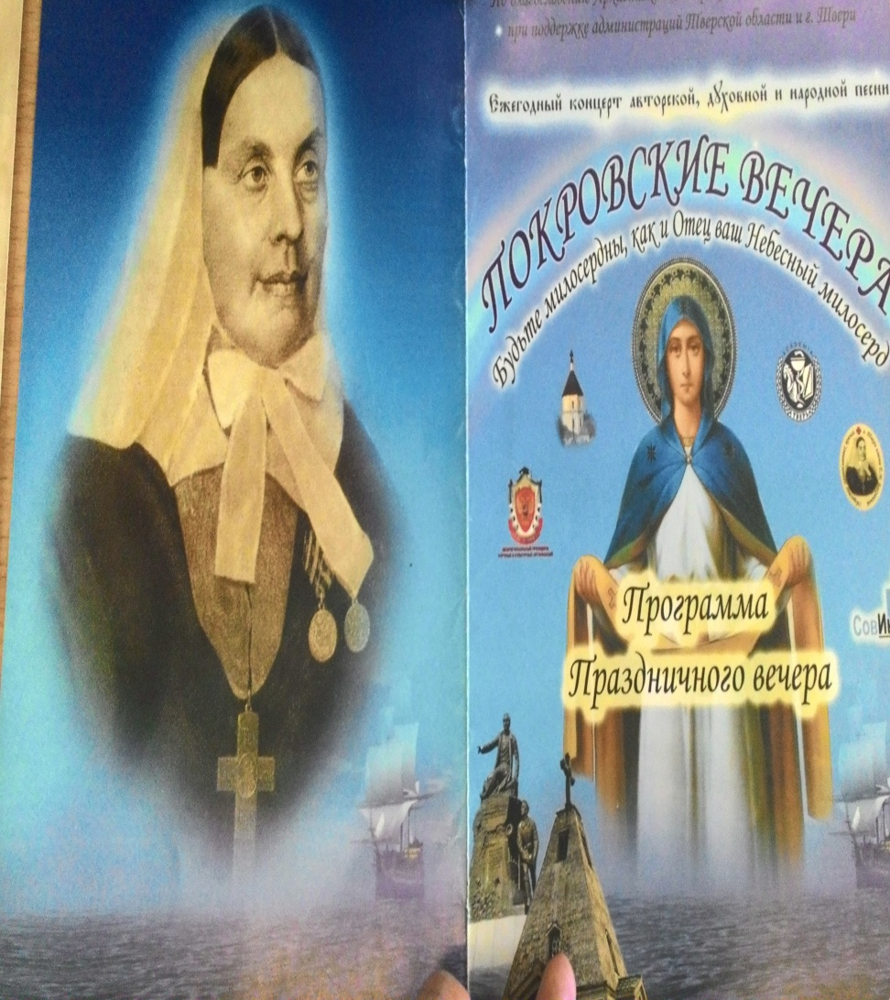 при поддержке администраций Тверской области и г. Твери
Ежегодный концерт авторской, духовной и народной песни
ПОКРОВСКИЕ ВЕЧЕРА
Будьте милосердны, как и Отец ваш Небесный милосерд
Программа
Праздничного вечера